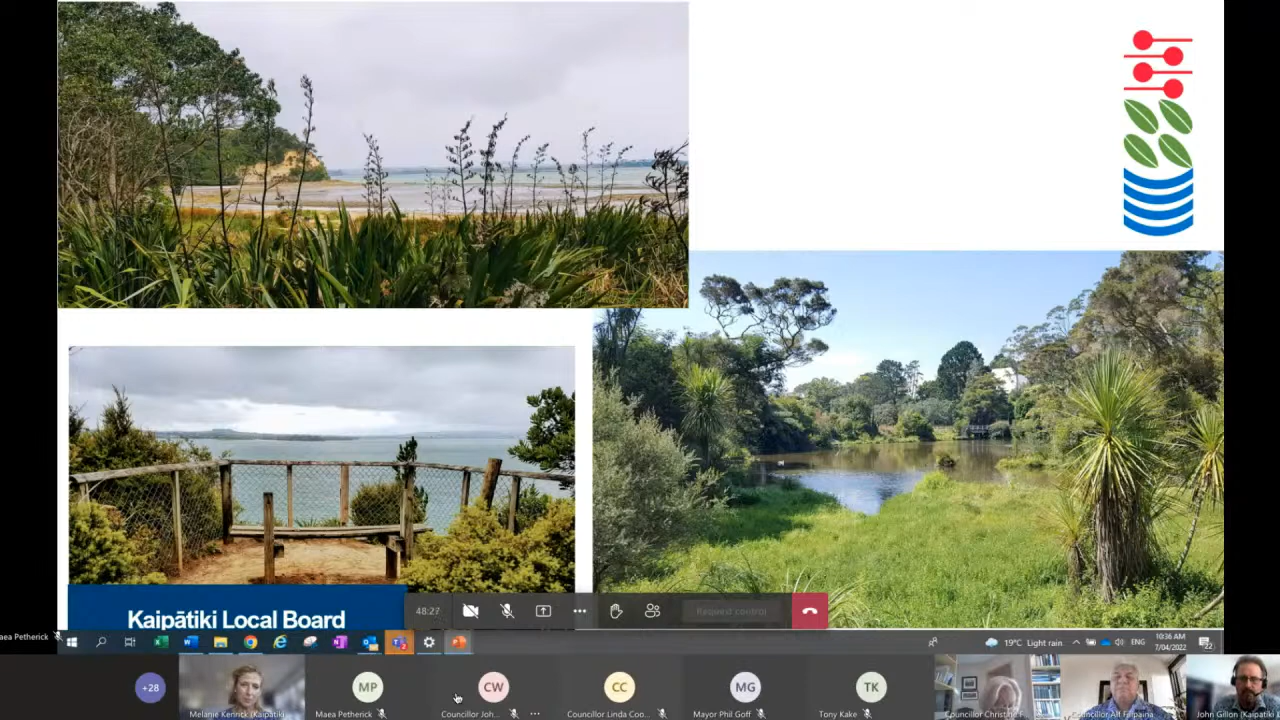 Kaipātiki Local Board
48:27
Request control
aea Petherick
19°C Light rain
ENG
10:36 AM
7/04/2022
22
+28
Melanie Kenrick (Kaipātiki
MP
Maea Petherick
CW
Councillor Joh...
CC
Councillor Linda Coo...
MG
Mayor Phil Goff
TK
Tony Kake
Councillor Christine F
Councillor Alf Filipaina
John Gillon (Kaipātiki